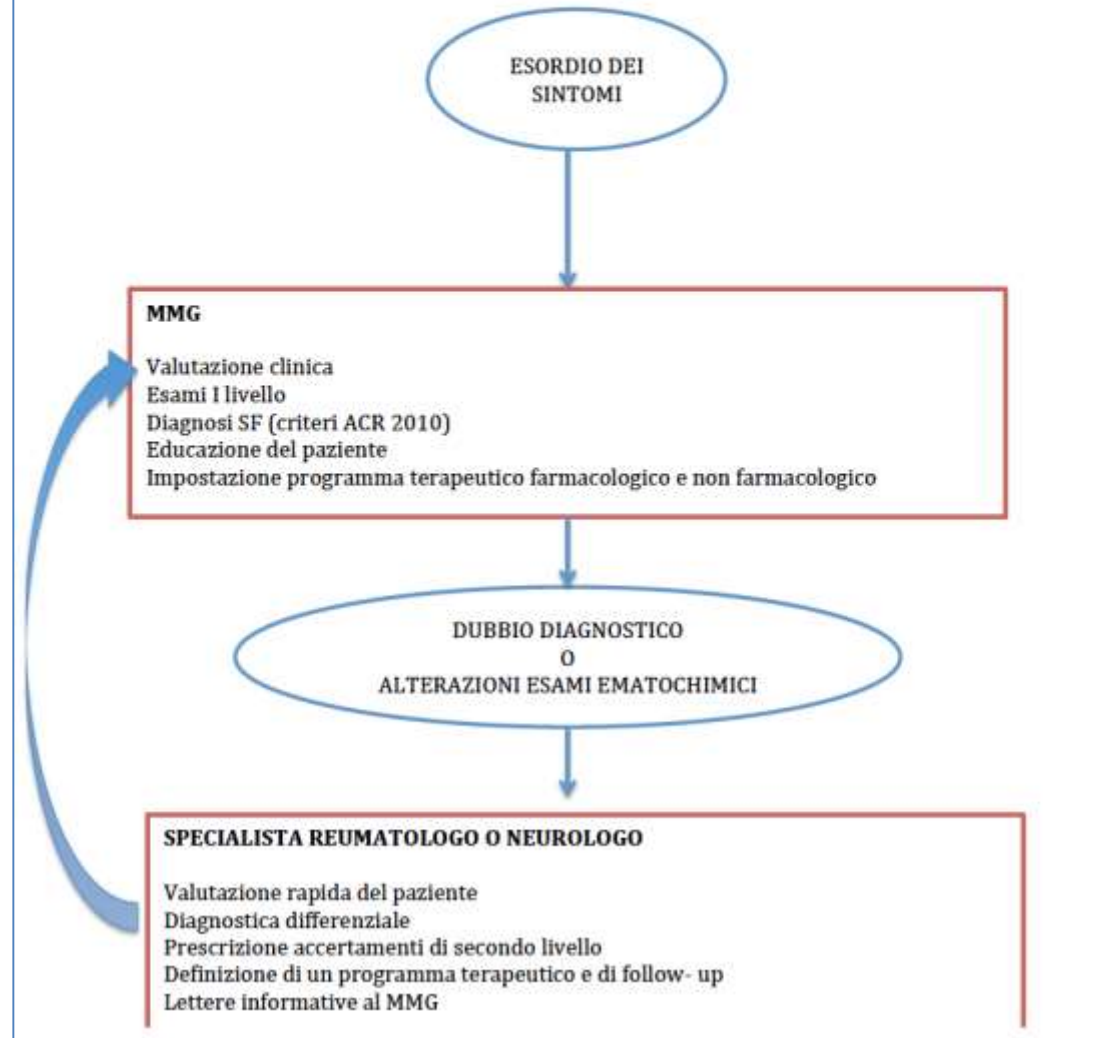 ESORDIO DEI
SINTOMI
MMG
Valutazione clinica
Esami I livello
Diagnosi SF (criteri ACR 2010)
Educazione del paziente
Impostazione programma terapeutico farmacologico e non farmacologico
DUBBIO DIAGNOSTICO
O
ALTERAZIONI ESAMI EMATOCHIMICI
SPECIALISTA REUMATOLOGO O NEUROLOGO
Valutazione rapida del paziente
Diagnostica differenziale
Prescrizione accertamenti di secondo livello
Definizione di un programma terapeutico e di follow- up
Lettere informative al MMG